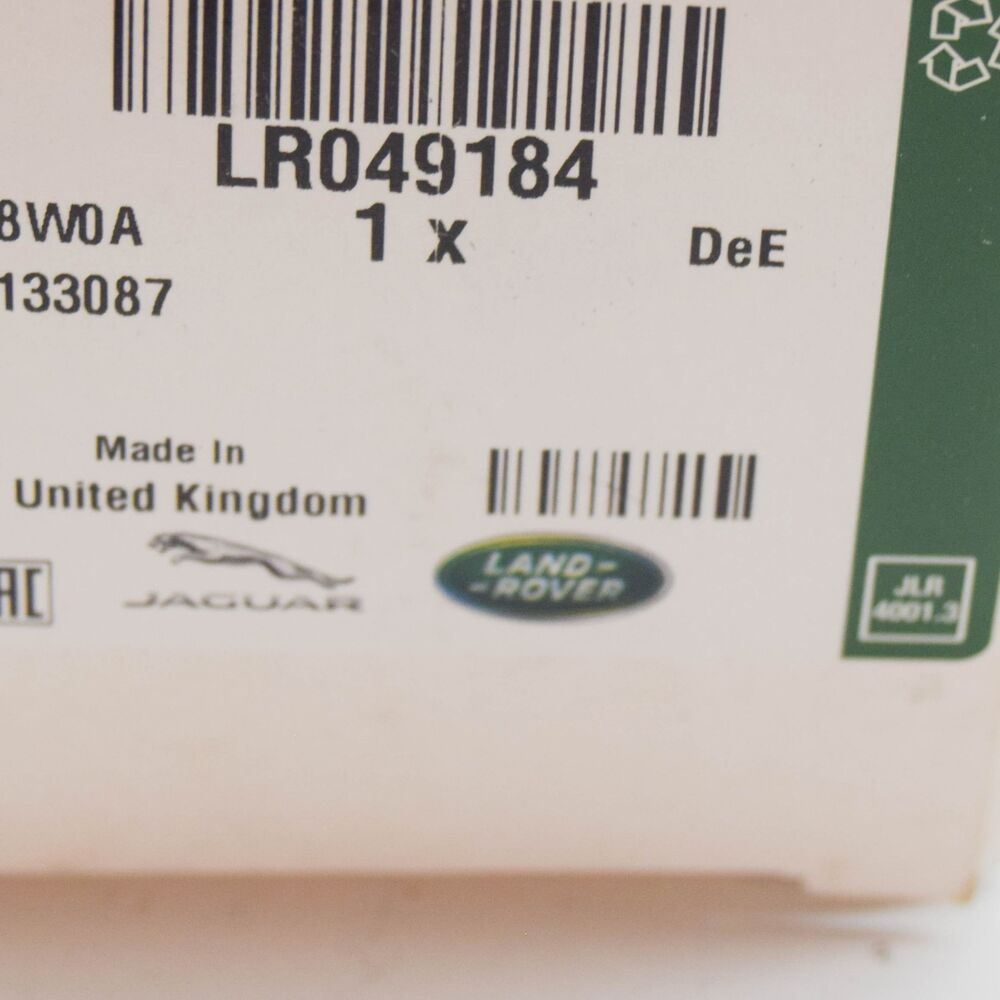 LR049184
8W0A
1 x
DeE
133087
Made In
United Kingdom
JAGUAR
LAND-
-ROVER
JLR
4001.3